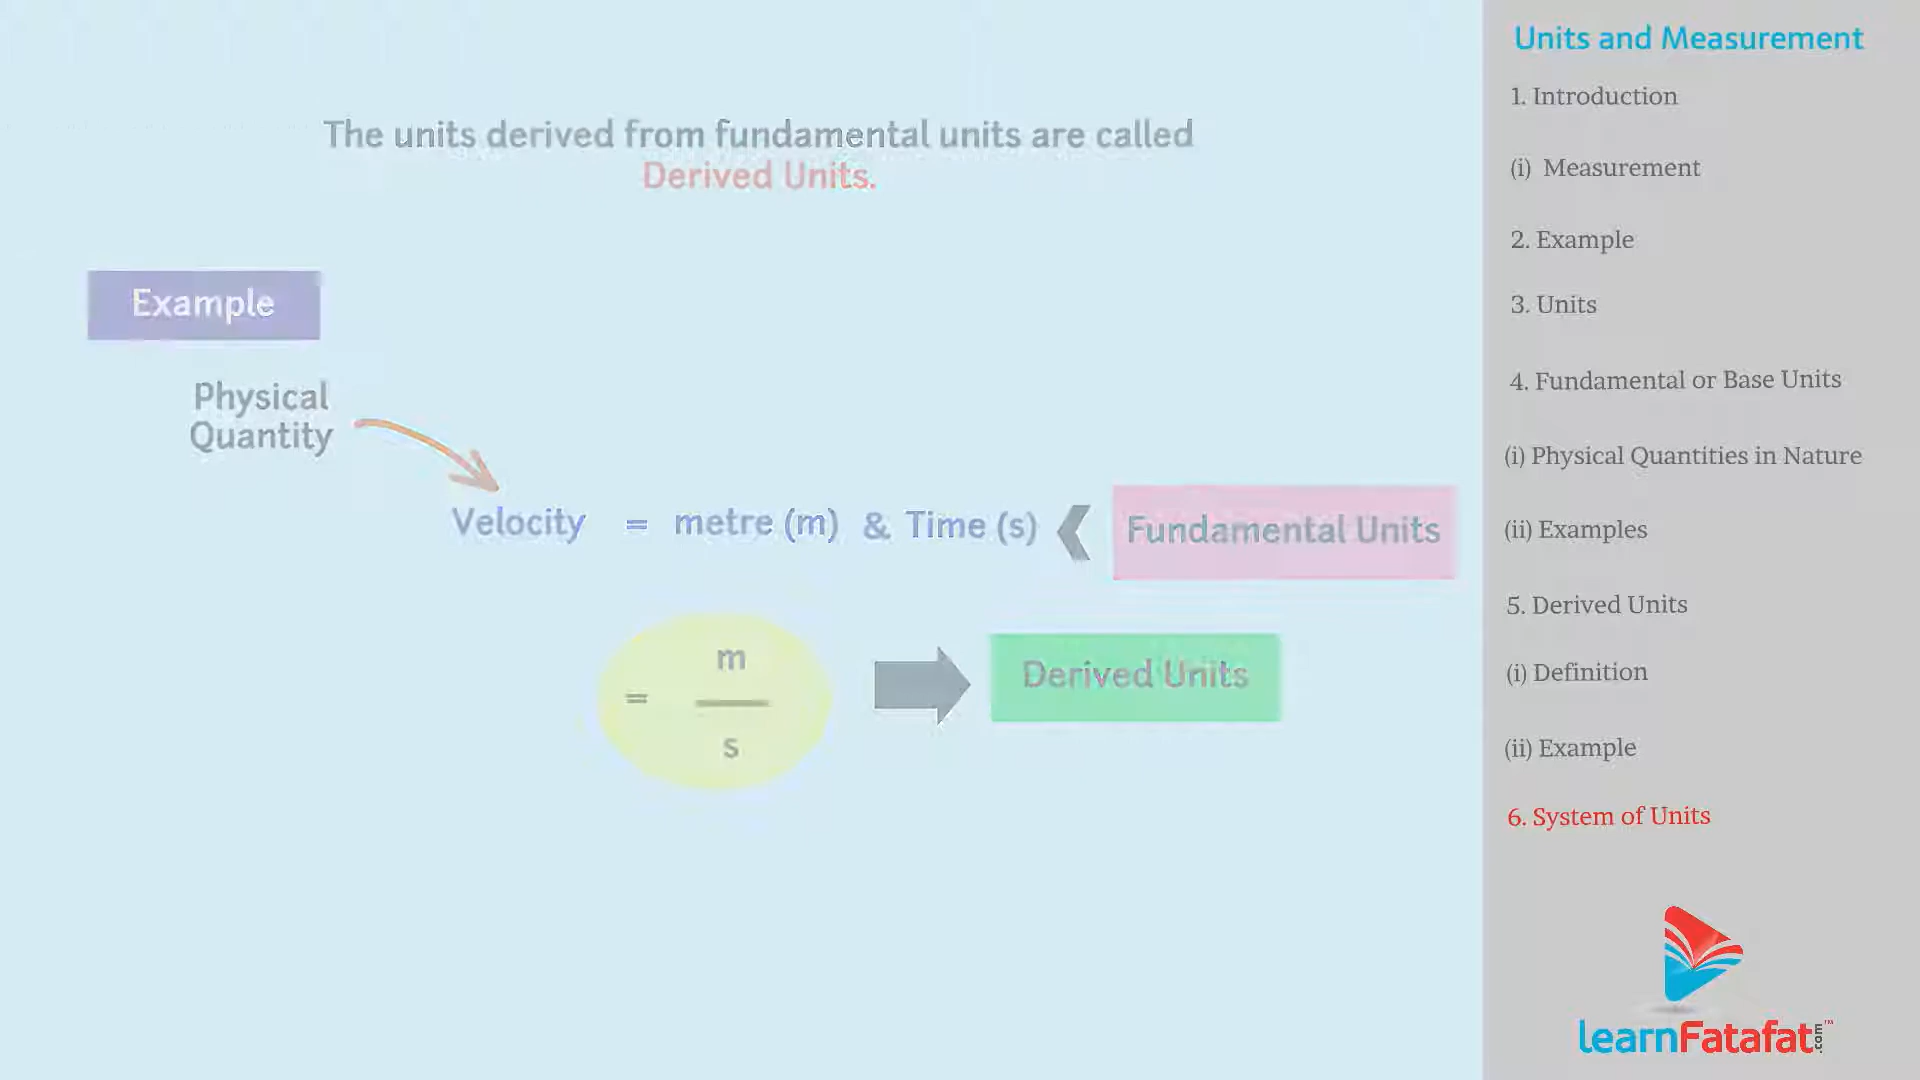 The units derived from fundamental units are called
Derived Units.
Example
Physical
Quantity
Velocity = metre (m) & Time (s)
Fundamental Units
= m
s
Derived Units
Units and Measurement
1. Introduction
(i) Measurement
2. Example
3. Units
4. Fundamental or Base Units
(i) Physical Quantities in Nature
(ii) Examples
5. Derived Units
(i) Definition
(ii) Example
6. System of Units
learnFatafat.com™